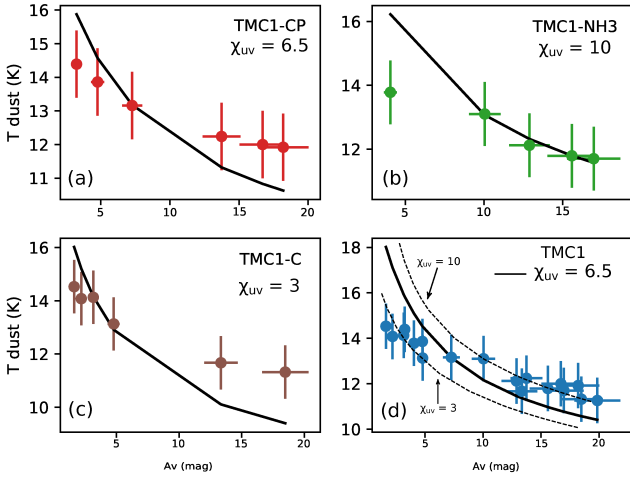 TMC1-CP
χuv = 6.5
16
15
14
13
12
11
T dust (K)
(a)
5
10
15
20
TMC1-NH3
χuv = 10
16
14
12
(b)
5
10
15
TMC1-C
χuv = 3
16
14
12
10
T dust (K)
(c)
5
10
15
20
Av (mag)
TMC1
χuv = 6.5
χuv = 10
χuv = 3
18
16
14
12
10
(d)
0
5
10
15
20
Av (mag)